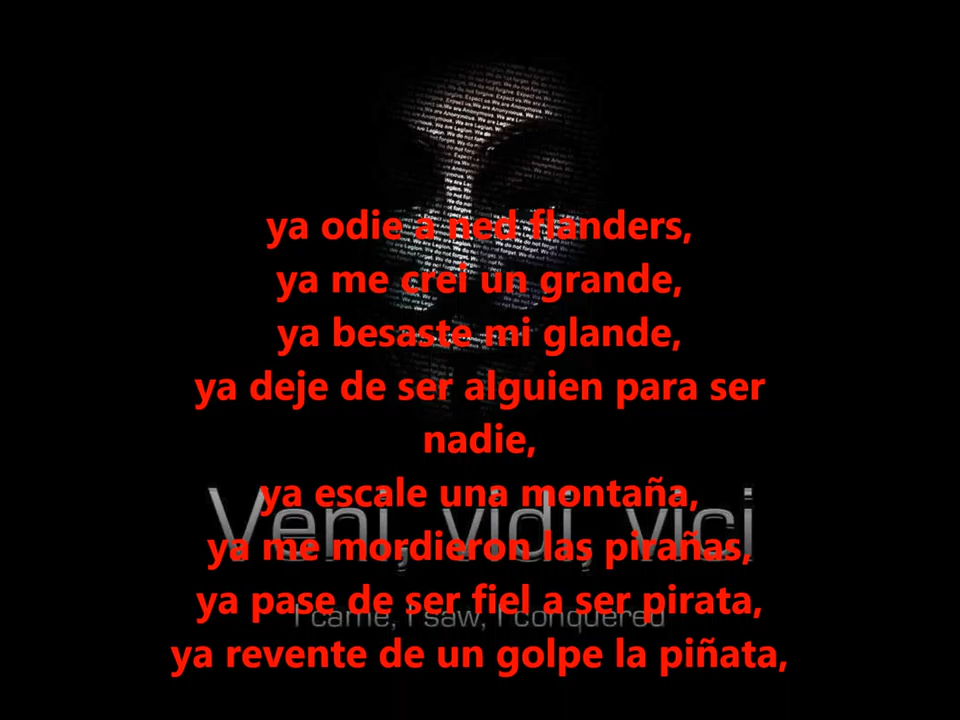 ya odie a ned flanders,
ya me crei un grande,
ya besaste mi glande,
ya deje de ser alguien para ser
nadie,
ya escale una montaña,
Veni, vidi, vici
ya me mordieron las pirañas,
ya pase de ser fiel a ser pirata,
I came, I saw, I conquered
ya revente de un golpe la piñata,